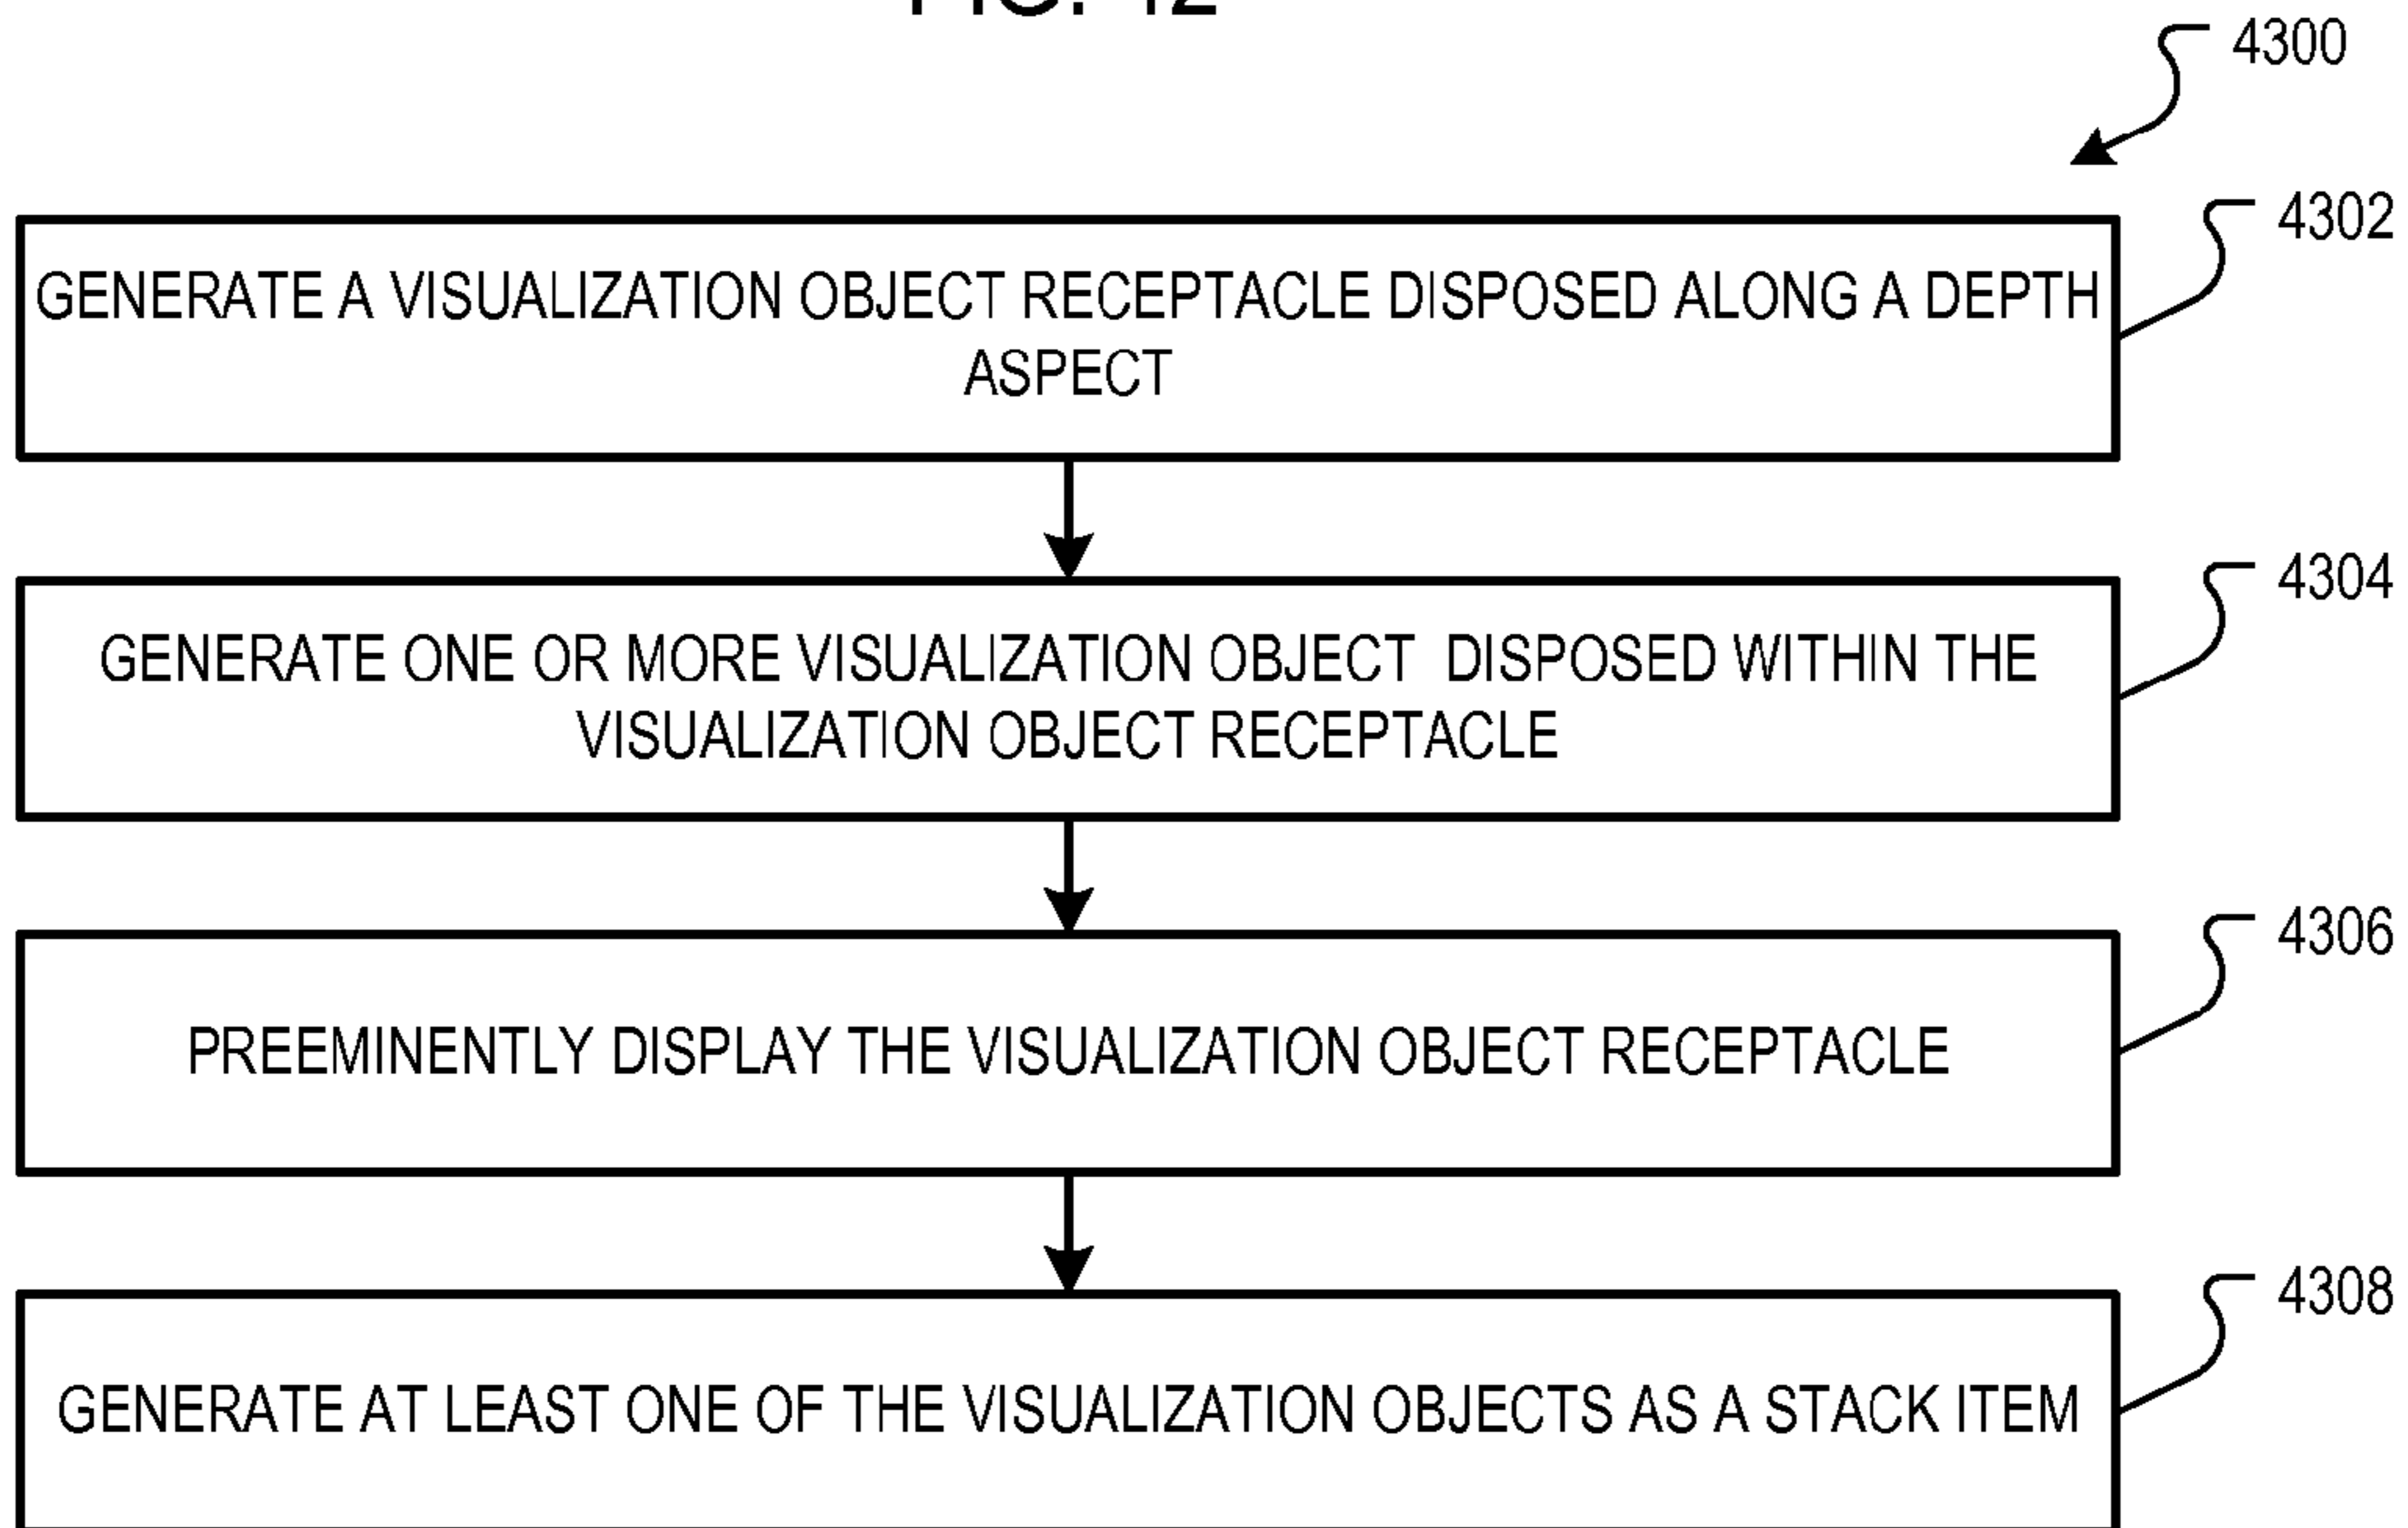 FIG. 42
4300
4302
GENERATE A VISUALIZATION OBJECT RECEPTACLE DISPOSED ALONG A DEPTH
ASPECT
4304
GENERATE ONE OR MORE VISUALIZATION OBJECT DISPOSED WITHIN THE
VISUALIZATION OBJECT RECEPTACLE
4306
PREEMINENTLY DISPLAY THE VISUALIZATION OBJECT RECEPTACLE
4308
GENERATE AT LEAST ONE OF THE VISUALIZATION OBJECTS AS A STACK ITEM